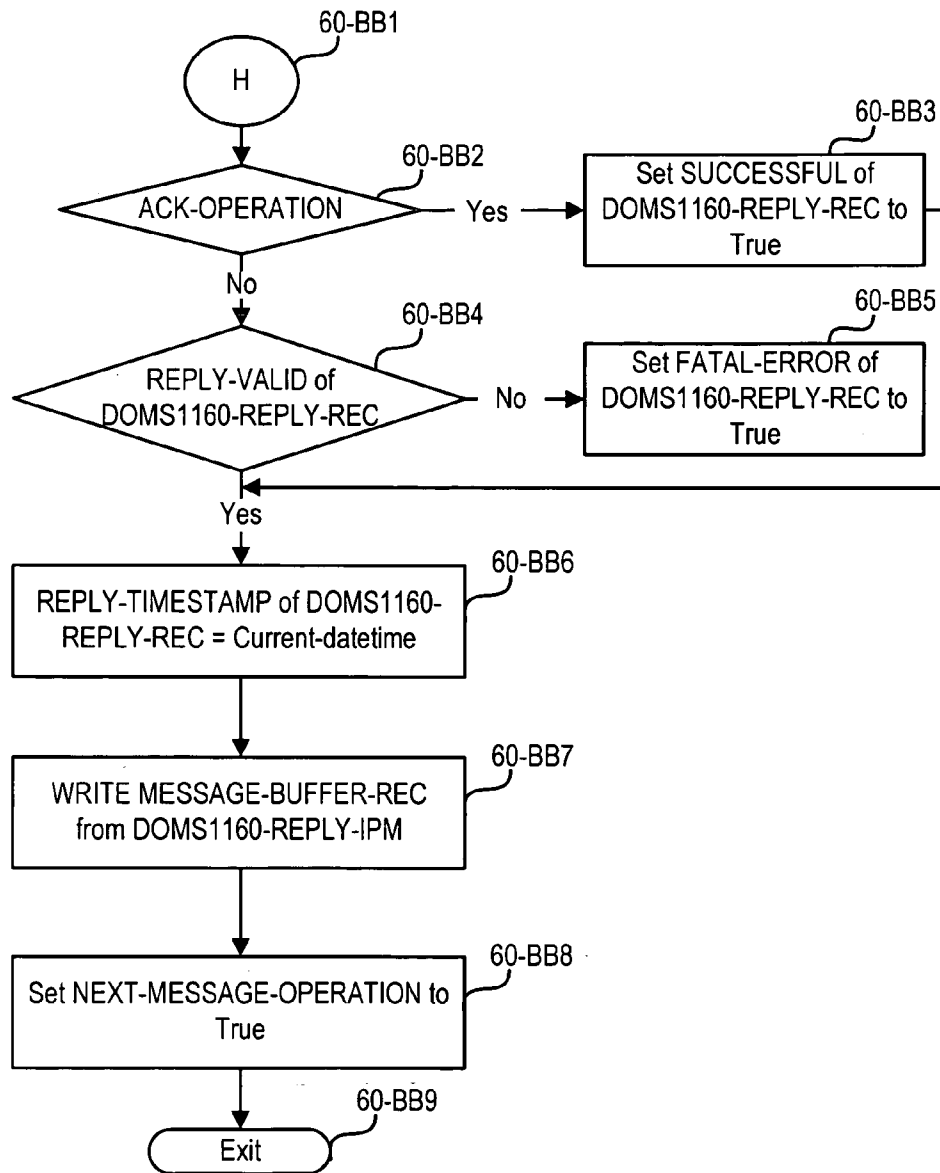 60-BB1
H
60-BB2
ACK-OPERATION
Yes
60-BB3
Set SUCCESSFUL of
DOMS1160-REPLY-REC to
True
No
60-BB4
REPLY-VALID of
DOMS1160-REPLY-REC
No
60-BB5
Set FATAL-ERROR of
DOMS1160-REPLY-REC to
True
Yes
60-BB6
REPLY-TIMESTAMP of DOMS1160-
REPLY-REC = Current-datetime
60-BB7
WRITE MESSAGE-BUFFER-REC
from DOMS1160-REPLY-IPM
60-BB8
Set NEXT-MESSAGE-OPERATION to
True
60-BB9
Exit